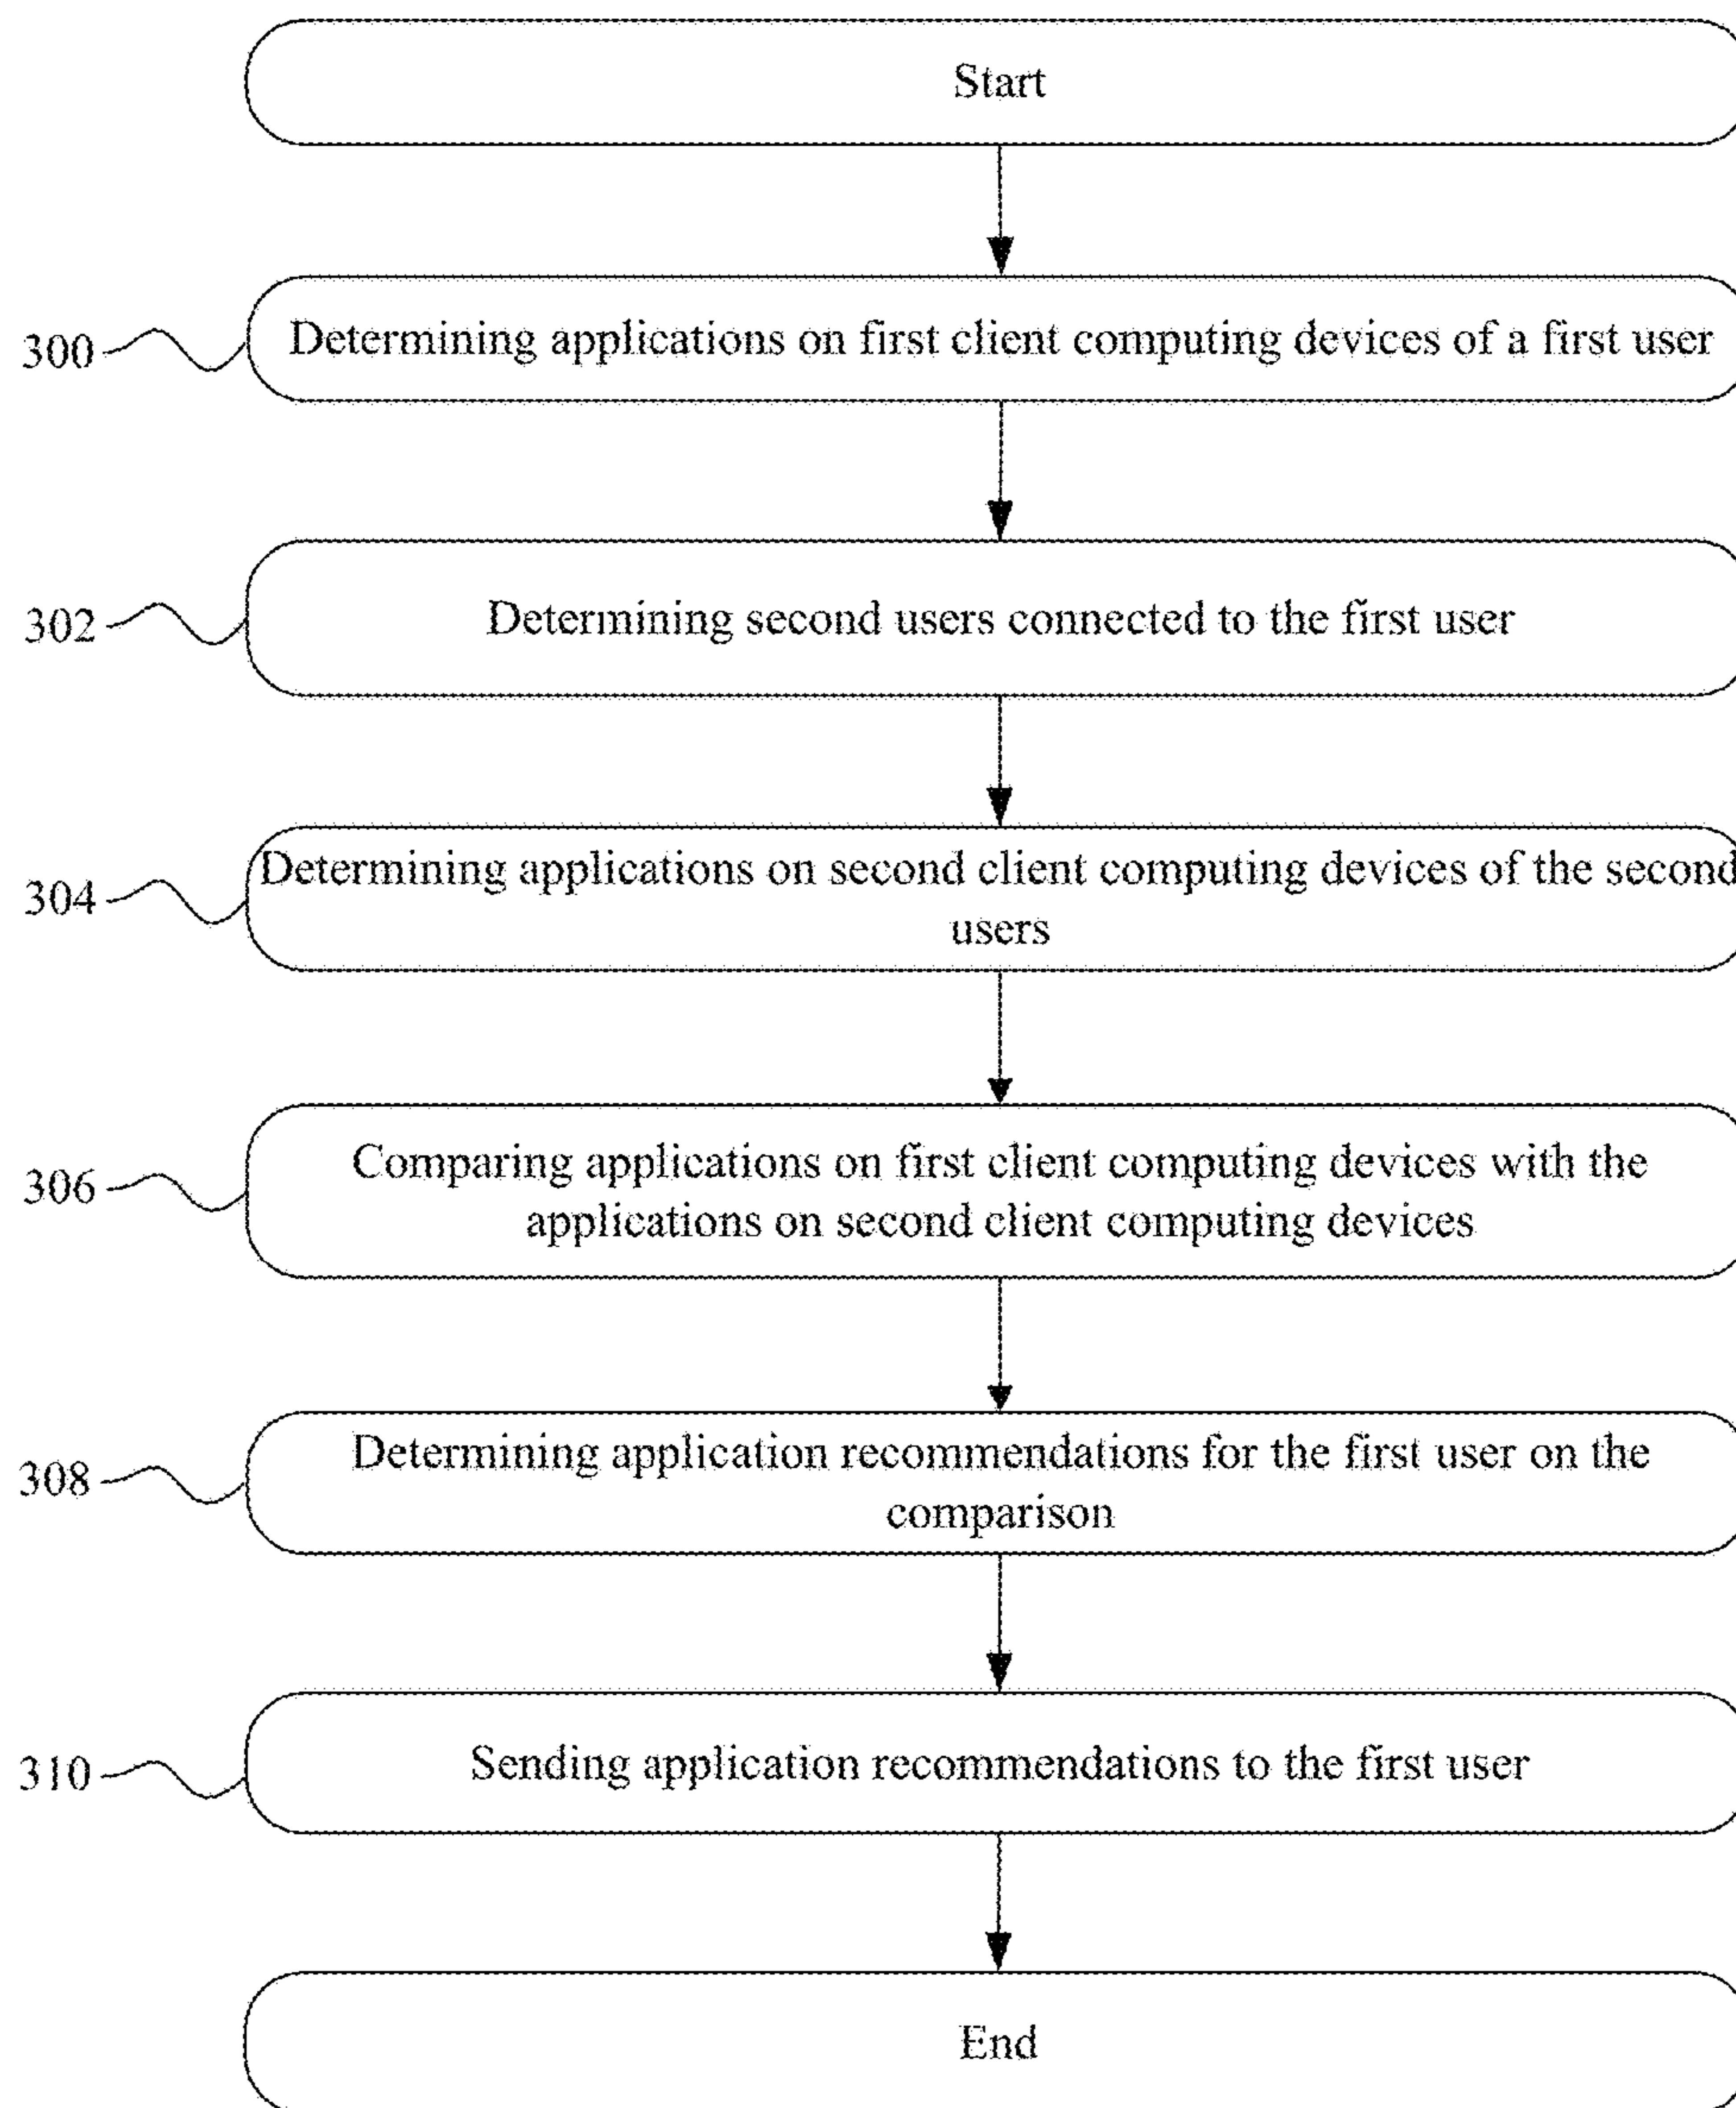 Start
300
Determining applications on first client computing devices of a first user
302
Determining second users connected to the first user
304
Determining applications on second client computing devices of the second
users
306
Comparing applications on first client computing devices with the
applications on second client computing devices
308
Determining application recommendations for the first user on the
comparison
310
Sending application recommendations to the first user
End